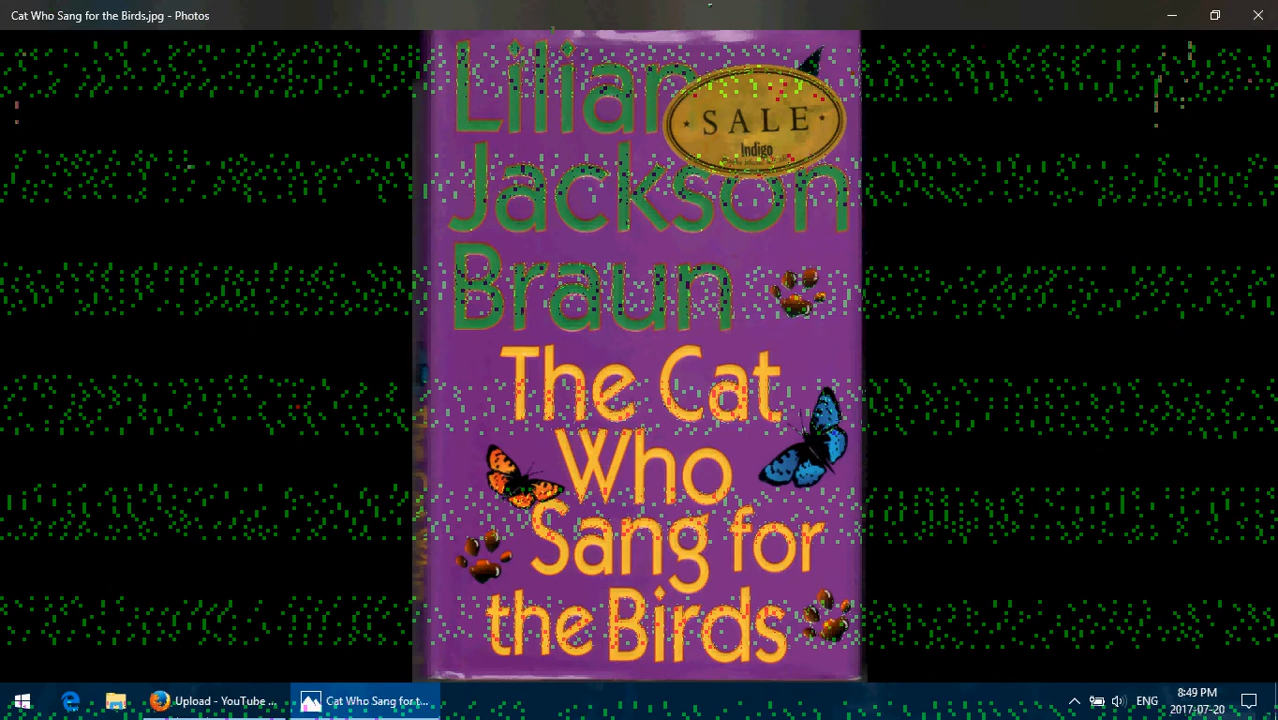 Cat Who Sang for the Birds.jpg - Photos
Lilian
SALE
Indigo
Jackson
Braun
The Cat
Who
Sang for
the Birds
Upload - YouTube ...
Cat Who Sang for t...
ENG
8:49 PM
2017-07-20